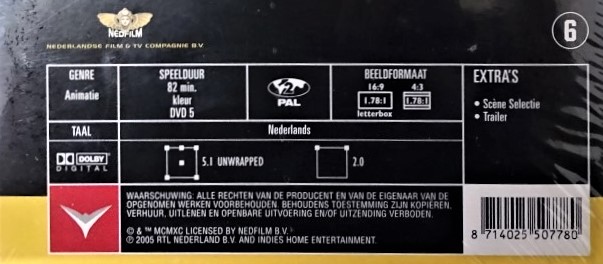 NEDFILM
NEDERLANDSE FILM & TV COMPAGNIE B.V.
6
GENRE
Animatie
SPEELDUUR
82 min.
kleur
DVD 5
2
PAL
BEELDFORMAAT
16:9 4:3
1.78:1 1.78:1
letterbox
EXTRA'S
• Scène Selectie
• Trailer
TAAL
Nederlands
DOLBY
DIGITAL
5.1 UNWRAPPED
2.0
WAARSCHUWING: ALLE RECHTEN VAN DE PRODUCENT EN VAN DE EIGENAAR VAN DE
OPGENOMEN WERKEN VOORBEHOUDEN. BEHOUDENS TOESTEMMING ZIJN KOPIËREN,
VERHUUR, UITLENEN EN OPENBARE UITVOERING EN/OF UITZENDING VERBODEN.
© & ™ MCMXC LICENSED BY NEDFILM B.V.
℗ 2005 RTL NEDERLAND B.V. AND INDIES HOME ENTERTAINMENT.
8 714025 507780